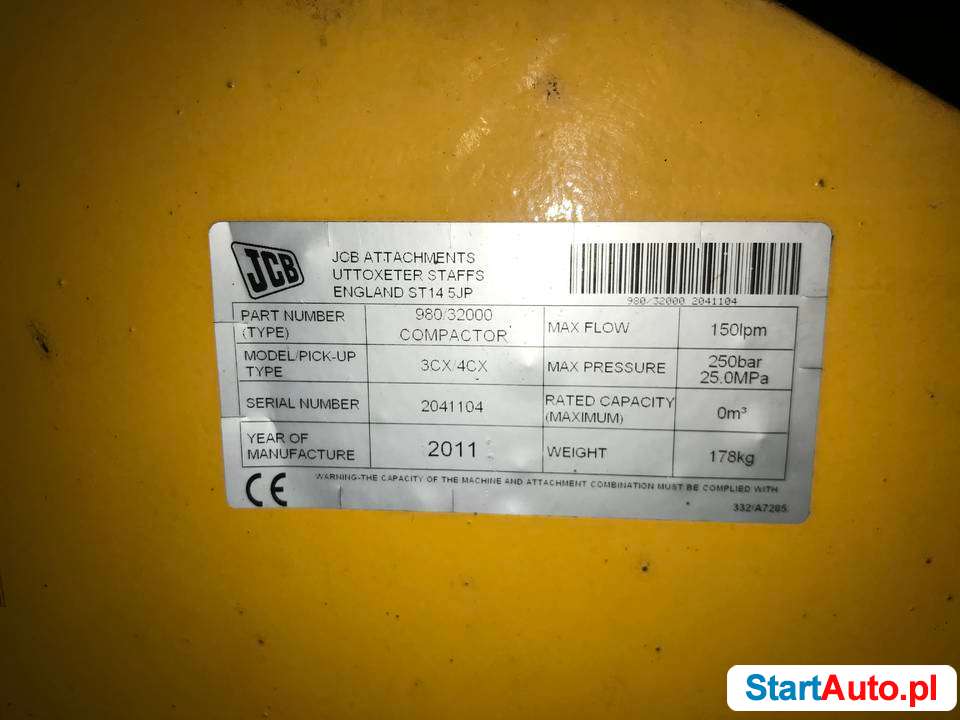 JCB
JCB ATTACHMENTS
UTTOXETER STAFFS
ENGLAND ST14 5JP
980/32000 2041104
PART NUMBER (TYPE) 980/32000 COMPACTOR MAX FLOW 150lpm
MODEL/PICK-UP TYPE 3CX/4CX MAX PRESSURE 250bar 25.0MPa
SERIAL NUMBER 2041104 RATED CAPACITY (MAXIMUM) 0m³
YEAR OF MANUFACTURE 2011 WEIGHT 178kg
CE WARNING-THE CAPACITY OF THE MACHINE AND ATTACHMENT COMBINATION MUST BE COMPLIED WITH
332/A7285
StartAuto.pl